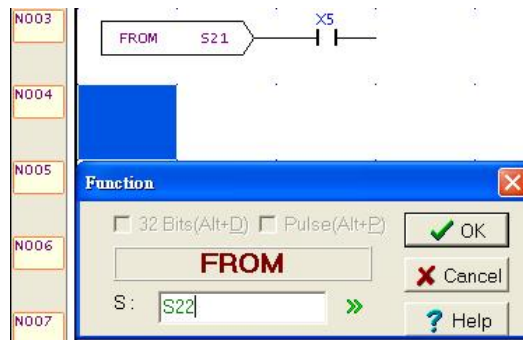 N003
X5
FROM S21
N004
N005
Function
32 Bits(Alt+D) Pulse(Alt+P)
OK
N006
FROM
Cancel
S: S22
N007
Help